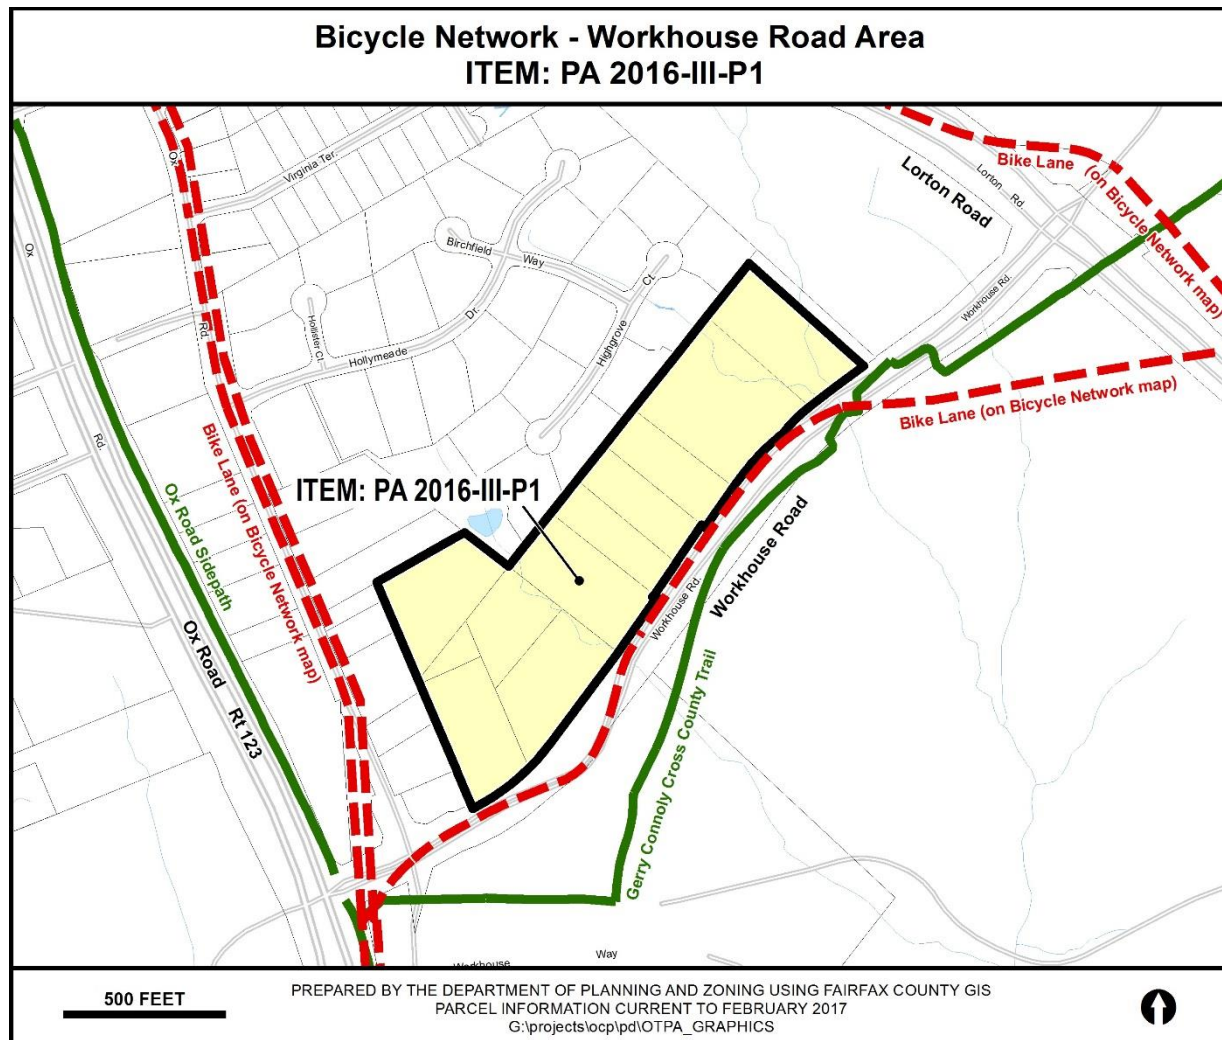 Bicycle Network - Workhouse Road Area
ITEM: PA 2016-III-P1
Ox
Virginia Ter.
Bike Lane (on Bicycle Network map)
Lorton Rd.
Lorton Road
Birchfield Way
Ox
Highgrove Ct.
Workhouse Rd.
Hollister Ct.
Rd.
Hollymeade Dr.
Bike Lane (on Bicycle Network map)
Rd.
Bike Lane (on Bicycle Network map)
ITEM: PA 2016-III-P1
Ox Road Sidepath
Workhouse Road
Workhouse Rd.
Ox Road Rt 123
Gerry Connoly Cross County Trail
Workhouse Way
500 FEET
PREPARED BY THE DEPARTMENT OF PLANNING AND ZONING USING FAIRFAX COUNTY GIS
PARCEL INFORMATION CURRENT TO FEBRUARY 2017
G:\projects\ocp\pd\OTPA_GRAPHICS